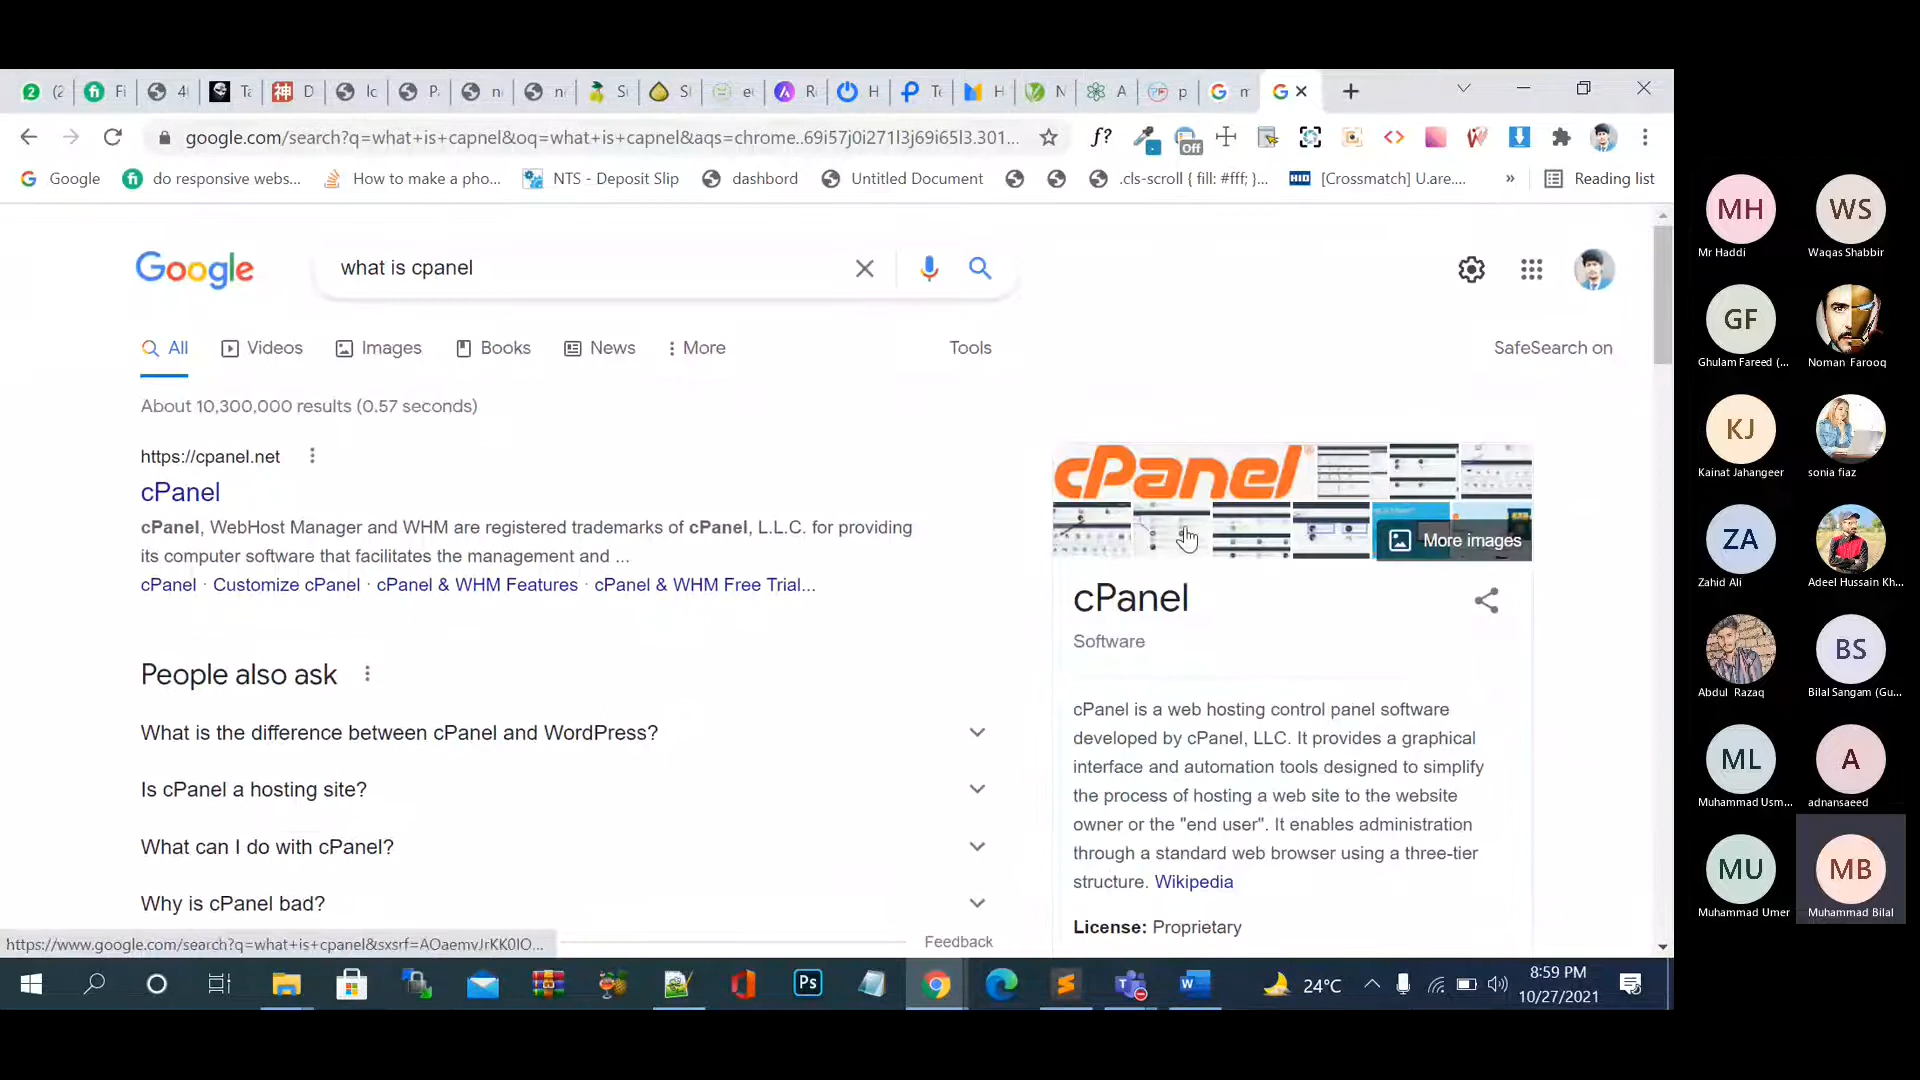 (2
Fi
4(
Ta
D
Ic
P.
n
n
S
Sl
e
R
H
Te
H
N
A
p
m
google.com/search?q=what+is+capnel&oq=what+is+capnel&aqs=chrome..69i57j0i271l3j69i65l3.301...
f?
Off
Google
do responsive webs...
How to make a pho...
NTS - Deposit Slip
dashbord
Untitled Document
.cls-scroll { fill: #fff; }...
HID
[Crossmatch] U.are....
»
Reading list
Google
what is cpanel
All
Videos
Images
Books
News
More
Tools
SafeSearch on
About 10,300,000 results (0.57 seconds)
https://cpanel.net
cPanel
cPanel, WebHost Manager and WHM are registered trademarks of cPanel, L.L.C. for providing
its computer software that facilitates the management and ...
cPanel · Customize cPanel · cPanel & WHM Features · cPanel & WHM Free Trial...
People also ask
What is the difference between cPanel and WordPress?
Is cPanel a hosting site?
What can I do with cPanel?
Why is cPanel bad?
Feedback
cPanel®
More images
cPanel
Software
cPanel is a web hosting control panel software
developed by cPanel, LLC. It provides a graphical
interface and automation tools designed to simplify
the process of hosting a web site to the website
owner or the "end user". It enables administration
through a standard web browser using a three-tier
structure. Wikipedia
License: Proprietary
https://www.google.com/search?q=what+is+cpanel&sxsrf=AOaemvJrKK0IO...
Ps
24°C
8:59 PM
10/27/2021
MH
Mr Haddi
WS
Waqas Shabbir
GF
Ghulam Fareed (...
Noman Farooq
KJ
Kainat Jahangeer
sonia fiaz
ZA
Zahid Ali
Adeel Hussain Kh...
Abdul Razaq
BS
Bilal Sangam (Gu...
ML
Muhammad Usm...
A
adnansaeed
MU
Muhammad Umer
MB
Muhammad Bilal